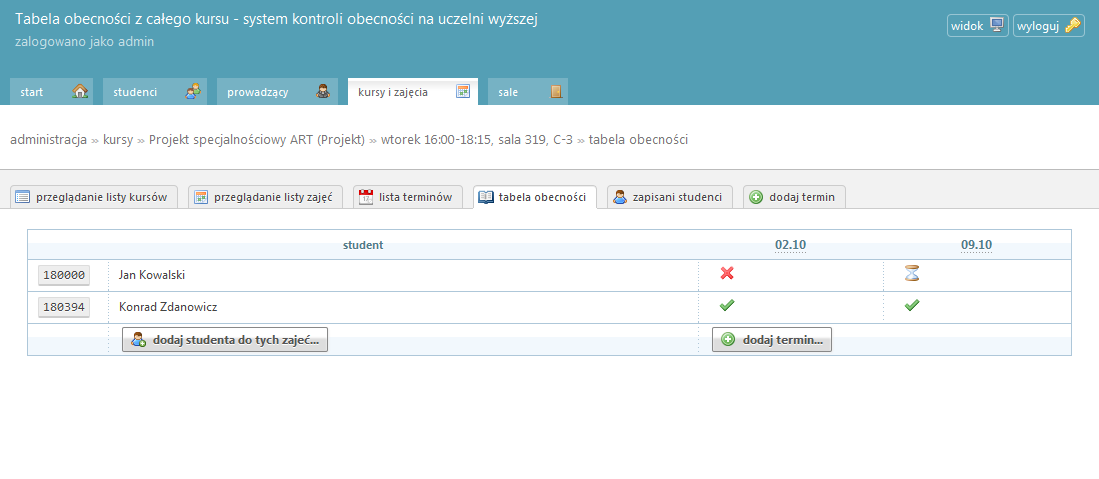 Tabela obecności z całego kursu - system kontroli obecności na uczelni wyższej
zalogowano jako admin
widok
wyloguj
start
studenci
prowadzący
kursy i zajęcia
sale
administracja » kursy » Projekt specjalnościowy ART (Projekt) » wtorek 16:00-18:15, sala 319, C-3 » tabela obecności
przeglądanie listy kursów
przeglądanie listy zajęć
lista terminów
tabela obecności
zapisani studenci
dodaj termin
student 02.10 09.10
180000 Jan Kowalski
180394 Konrad Zdanowicz
dodaj studenta do tych zajeć...
dodaj termin...